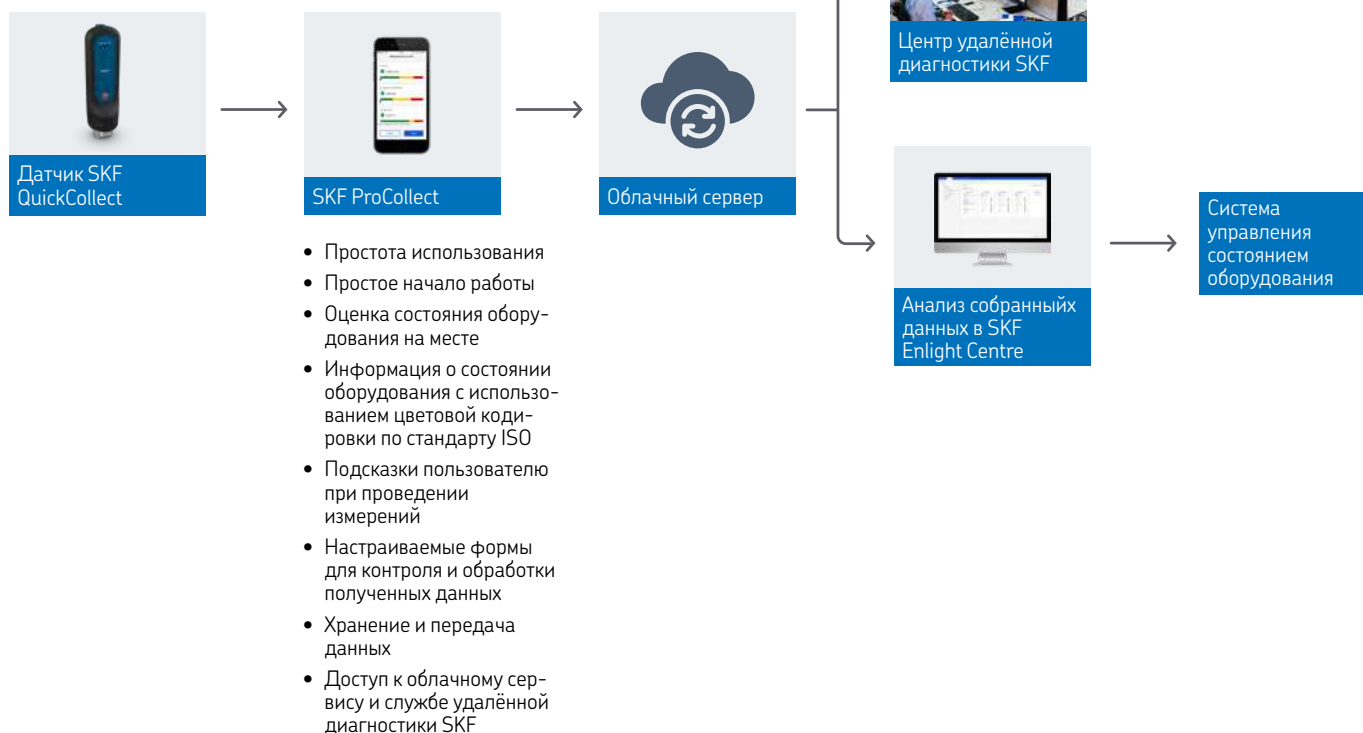 Датчик SKF
QuickCollect
SKF ProCollect
Облачный сервер
Центр удалённой
диагностики SKF
Анализ собранныйх
данных в SKF
Enlight Centre
Система
управления
состоянием
оборудования
• Простота использования
• Простое начало работы
• Оценка состояния обору-
дования на месте
• Информация о состоянии
оборудования с использо-
ванием цветовой коди-
ровки по стандарту ISO
• Подсказки пользователю
при проведении
измерений
• Настраиваемые формы
для контроля и обработки
полученных данных
• Хранение и передача
данных
• Доступ к облачному сер-
вису и службе удалённой
диагностики SKF